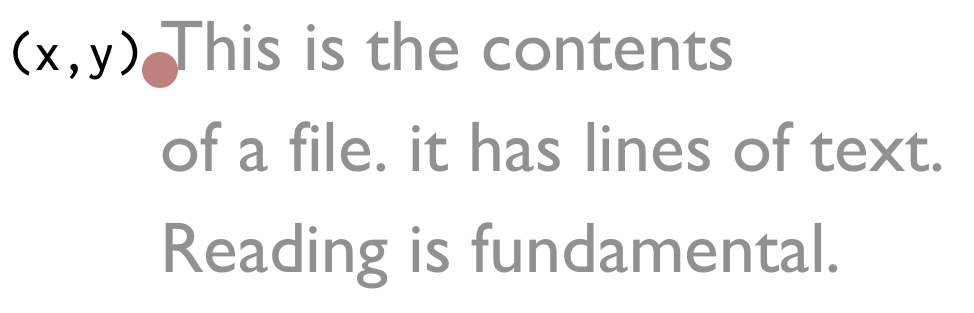 (x,y) This is the contents
of a file. it has lines of text.
Reading is fundamental.